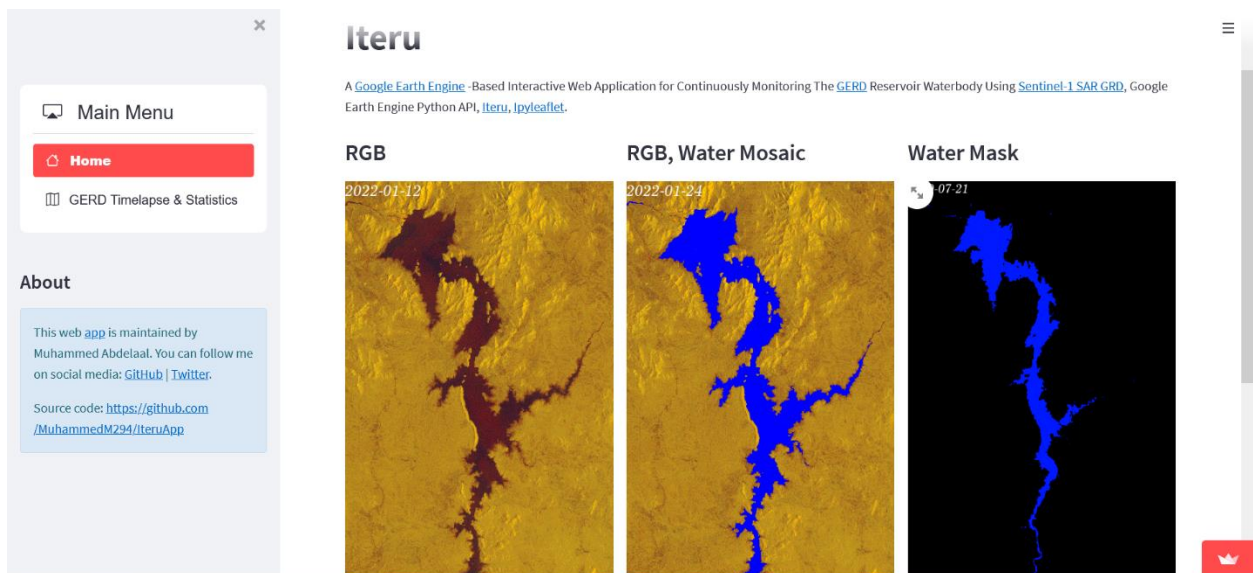 Main Menu
Home
GERD Timelapse & Statistics
About
This web app is maintained by
Muhammed Abdelaal. You can follow me
on social media: GitHub | Twitter.
Source code: https://github.com
/MuhammedM294/IteruApp
Iteru
A Google Earth Engine -Based Interactive Web Application for Continuously Monitoring The GERD Reservoir Waterbody Using Sentinel-1 SAR GRD, Google
Earth Engine Python API, Iteru, Ipyleaflet.
RGB
RGB, Water Mosaic
Water Mask
2022-01-12
2022-01-24
-07-21